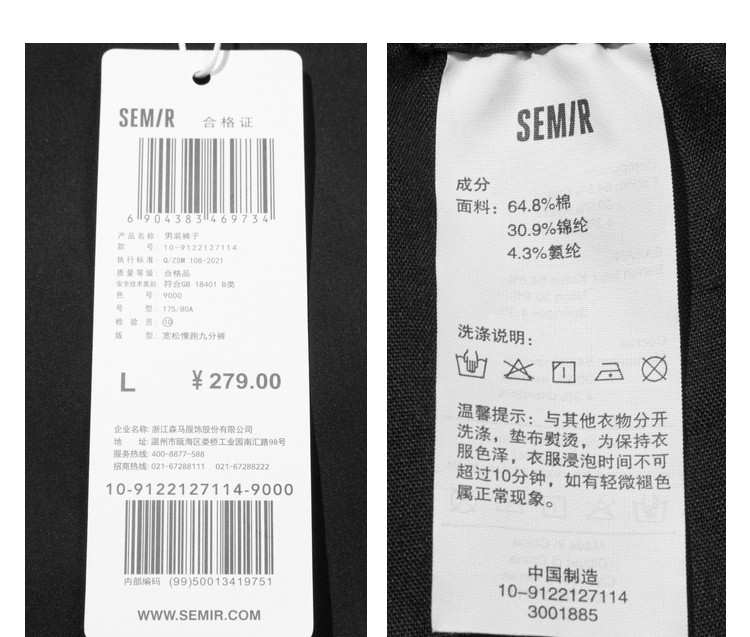 SEMIR 合格证
6 904383 469734
产品名称: 男装裤子
款 号: 10-9122127114
执行标准: Q/ZSM 108-2021
质量等级: 合格品
安全技术类别: 符合GB 18401 B类
色 号: 9000
号 型: 175/80A
检 验 员: 10
版 型: 宽松慢跑九分裤
L ¥279.00
企业名称: 浙江森马服饰股份有限公司
地 址: 温州市瓯海区娄桥工业园南汇路98号
服务热线: 400-8877-588
招商热线: 021-67288111 021-67288222
10-9122127114-9000
内部编码 (99)50013419751
WWW.SEMIR.COM
SEMIR
成分
面料: 64.8%棉
30.9%锦纶
4.3%氨纶
洗涤说明:
温馨提示: 与其他衣物分开
洗涤, 垫布熨烫, 为保持衣
服色泽, 衣服浸泡时间不可
超过10分钟, 如有轻微褪色
属正常现象。
中国制造
10-9122127114
3001885